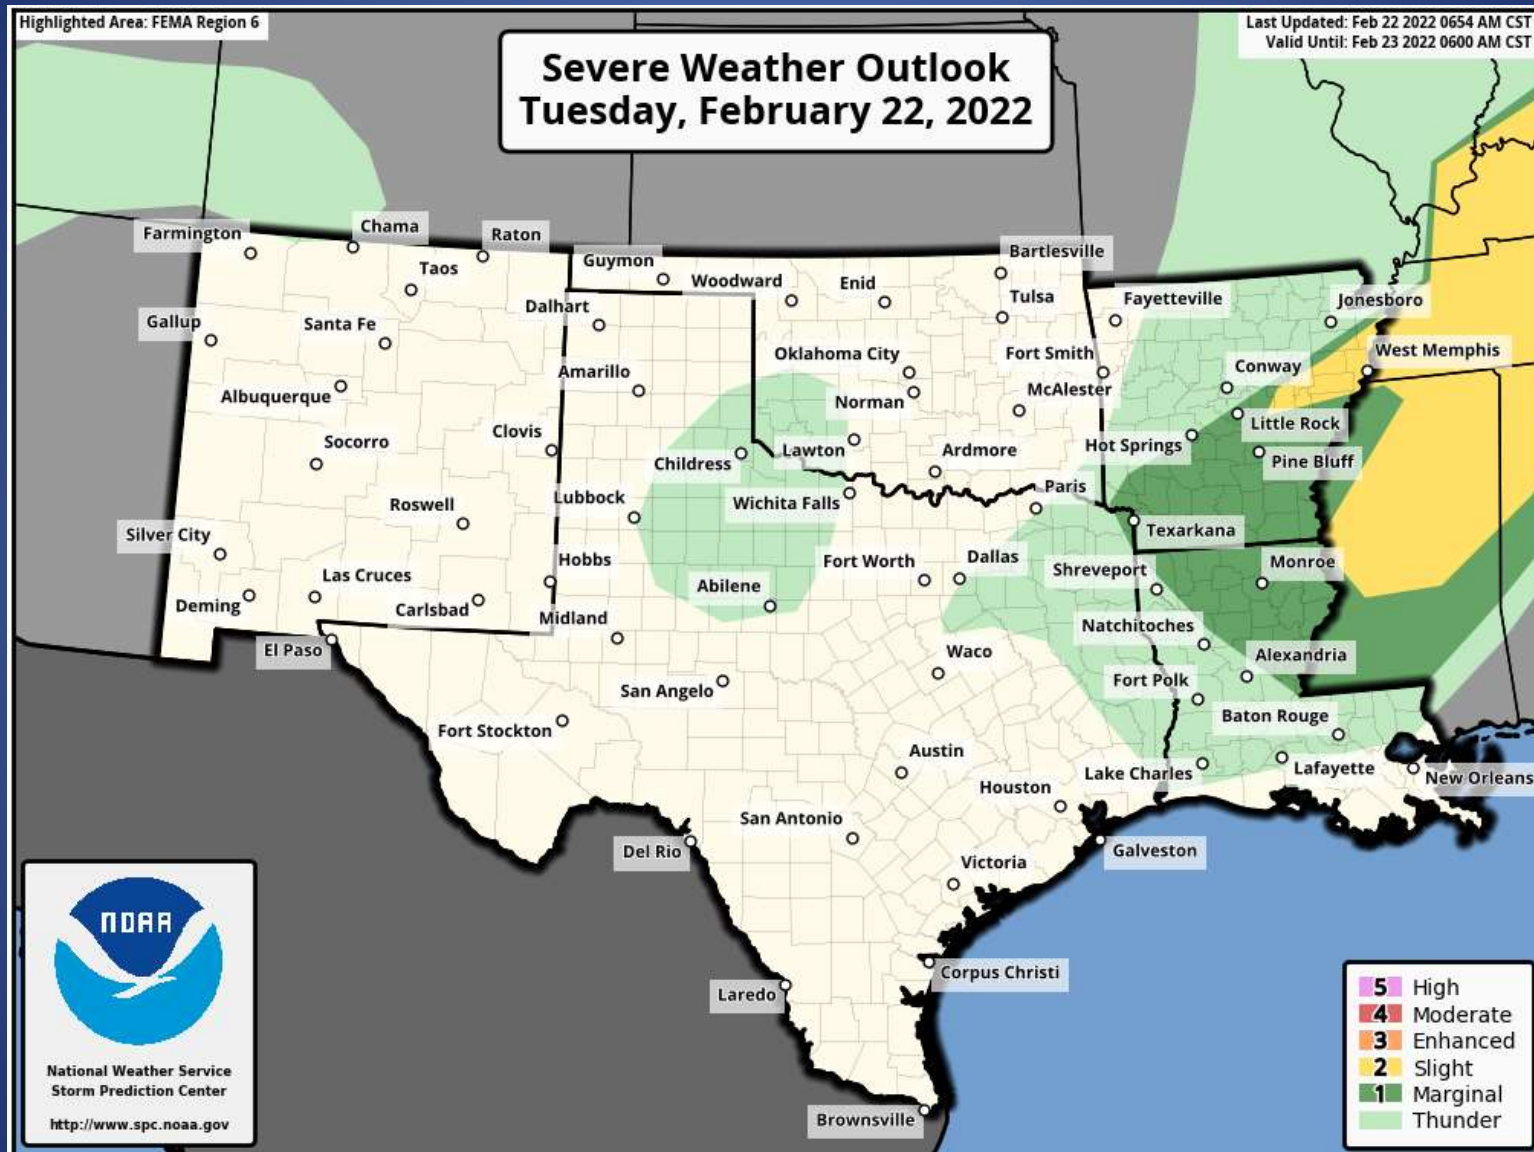 Highlighted Area: FEMA Region 6
Last Updated: Feb 22 2022 0654 AM CST
Valid Until: Feb 23 2022 0600 AM CST
Severe Weather Outlook
Tuesday, February 22, 2022
Farmington
Chama
Raton
Taos
Guymon
Woodward
Enid
Bartlesville
Tulsa
Fayetteville
Jonesboro
Gallup
Santa Fe
Dalhart
Amarillo
Oklahoma City
Fort Smith
Conway
West Memphis
Albuquerque
Norman
McAlester
Little Rock
Socorro
Clovis
Childress
Lawton
Ardmore
Hot Springs
Pine Bluff
Roswell
Lubbock
Wichita Falls
Paris
Texarkana
Silver City
Las Cruces
Hobbs
Fort Worth
Dallas
Shreveport
Monroe
Deming
Carlsbad
Midland
Abilene
Natchitoches
El Paso
San Angelo
Waco
Fort Polk
Alexandria
Fort Stockton
Baton Rouge
Austin
Houston
Lake Charles
Lafayette
New Orleans
San Antonio
Del Rio
Victoria
Galveston
Corpus Christi
Laredo
Brownsville
NOAA
National Weather Service
Storm Prediction Center
http://www.spc.noaa.gov
5 High
4 Moderate
3 Enhanced
2 Slight
1 Marginal
Thunder